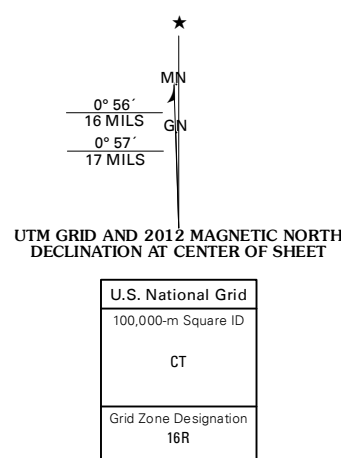 ★
MN
0° 56´
16 MILS
GN
0° 57´
17 MILS
UTM GRID AND 2012 MAGNETIC NORTH
DECLINATION AT CENTER OF SHEET
U.S. National Grid
100,000-m Square ID
CT
Grid Zone Designation
16R